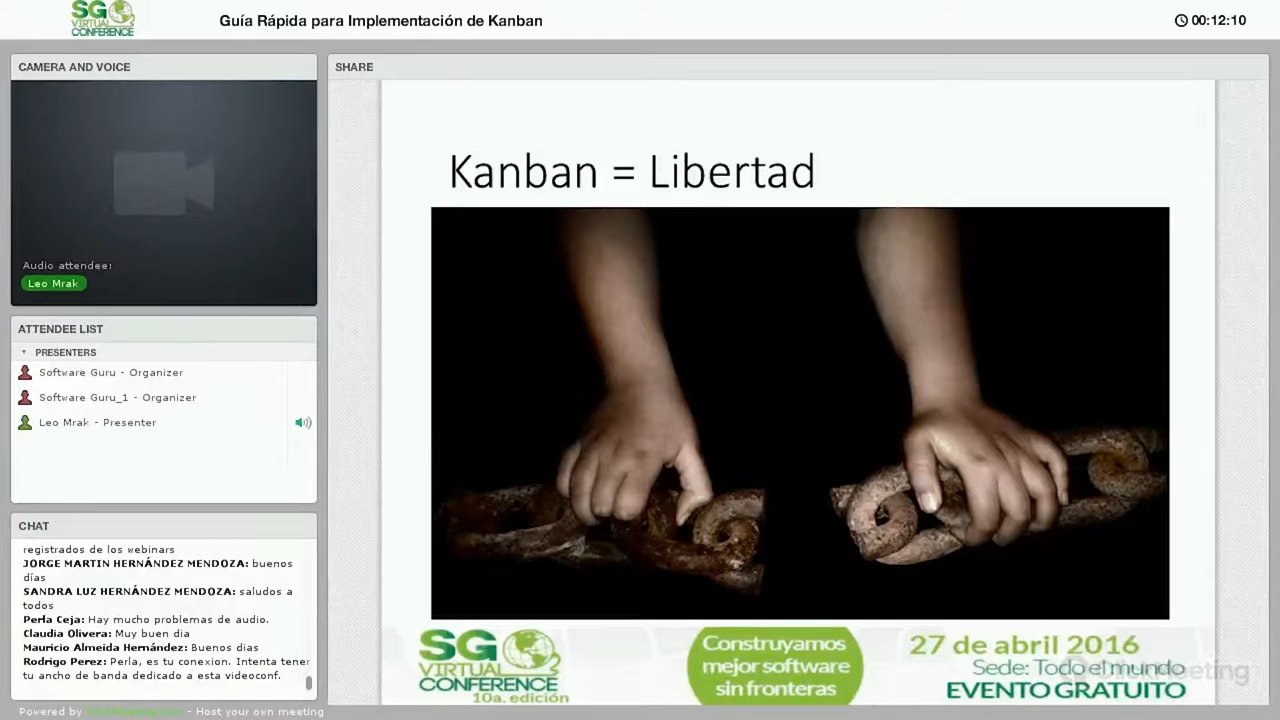 SG VIRTUAL CONFERENCE
Guía Rápida para Implementación de Kanban
00:12:10
CAMERA AND VOICE
Audio attendee:
Leo Mrak
ATTENDEE LIST
PRESENTERS
Software Guru - Organizer
Software Guru_1 - Organizer
Leo Mrak - Presenter
CHAT
registrados de los webinars
JORGE MARTIN HERNÁNDEZ MENDOZA: buenos
días
SANDRA LUZ HERNÁNDEZ MENDOZA: saludos a
todos
Perla Ceja: Hay mucho problemas de audio.
Claudia Olivera: Muy buen dia
Mauricio Almeida Hernández: Buenos dias
Rodrigo Perez: Perla, es tu conexion. Intenta tener
tu ancho de banda dedicado a esta videoconf.
Powered by ClickMeeting.com - Host your own meeting
SHARE
Kanban = Libertad
SG
VIRTUAL
CONFERENCE
10a. edición
Construyamos
mejor software
sin fronteras
27 de abril 2016
Sede: Todo el mundo
EVENTO GRATUITO
ClickMeeting